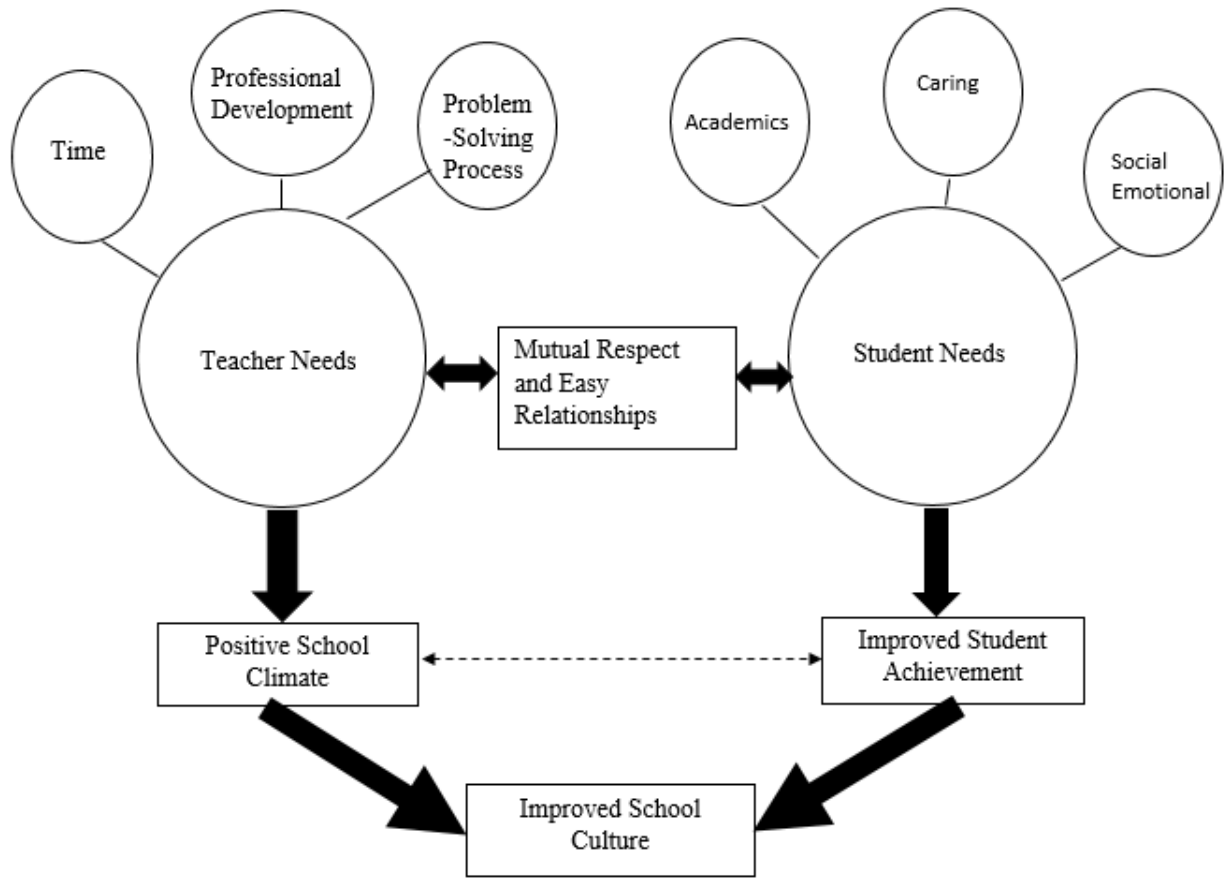 Time
Professional
Development
Problem
-Solving
Process
Academics
Caring
Social
Emotional
Teacher Needs
Mutual Respect
and Easy
Relationships
Student Needs
Positive School
Climate
Improved Student
Achievement
Improved School
Culture